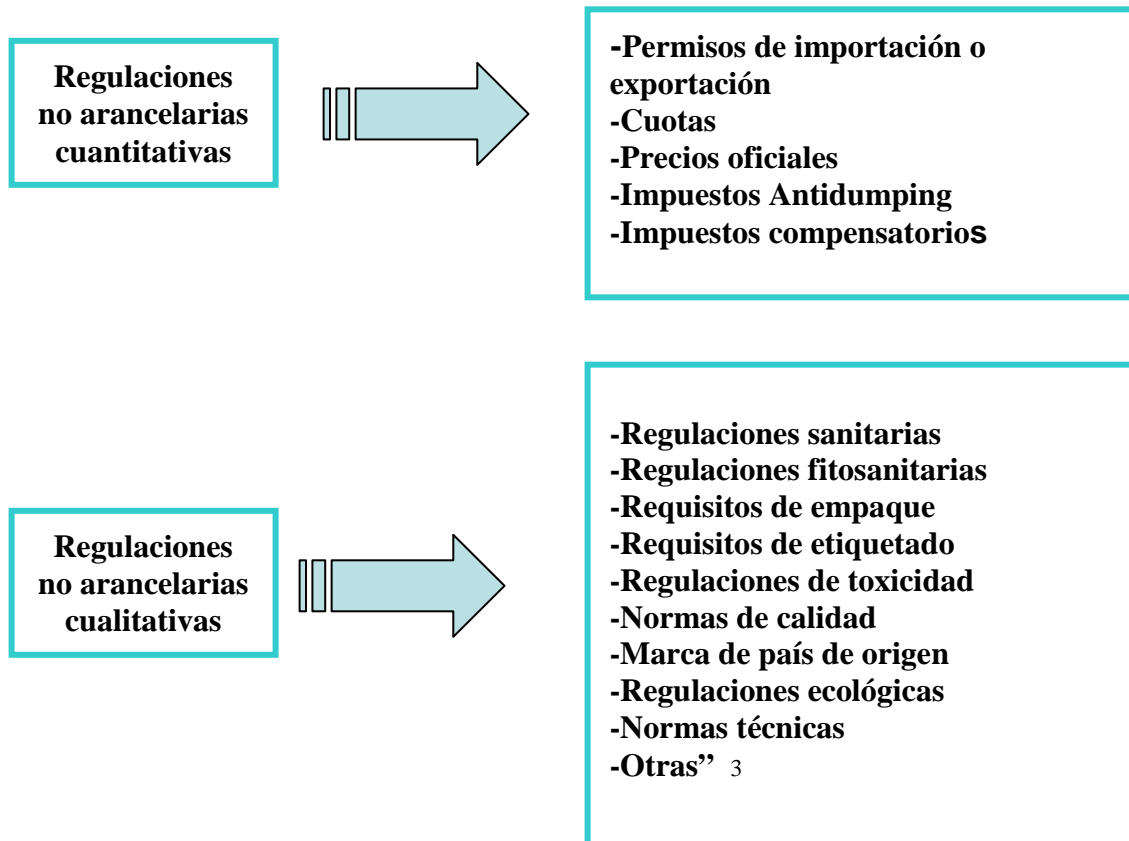 Regulaciones
no arancelarias
cuantitativas
-Permisos de importación o
exportación
-Cuotas
-Precios oficiales
-Impuestos Antidumping
-Impuestos compensatorios
Regulaciones
no arancelarias
cualitativas
-Regulaciones sanitarias
-Regulaciones fitosanitarias
-Requisitos de empaque
-Requisitos de etiquetado
-Regulaciones de toxicidad
-Normas de calidad
-Marca de país de origen
-Regulaciones ecológicas
-Normas técnicas
-Otras” 3